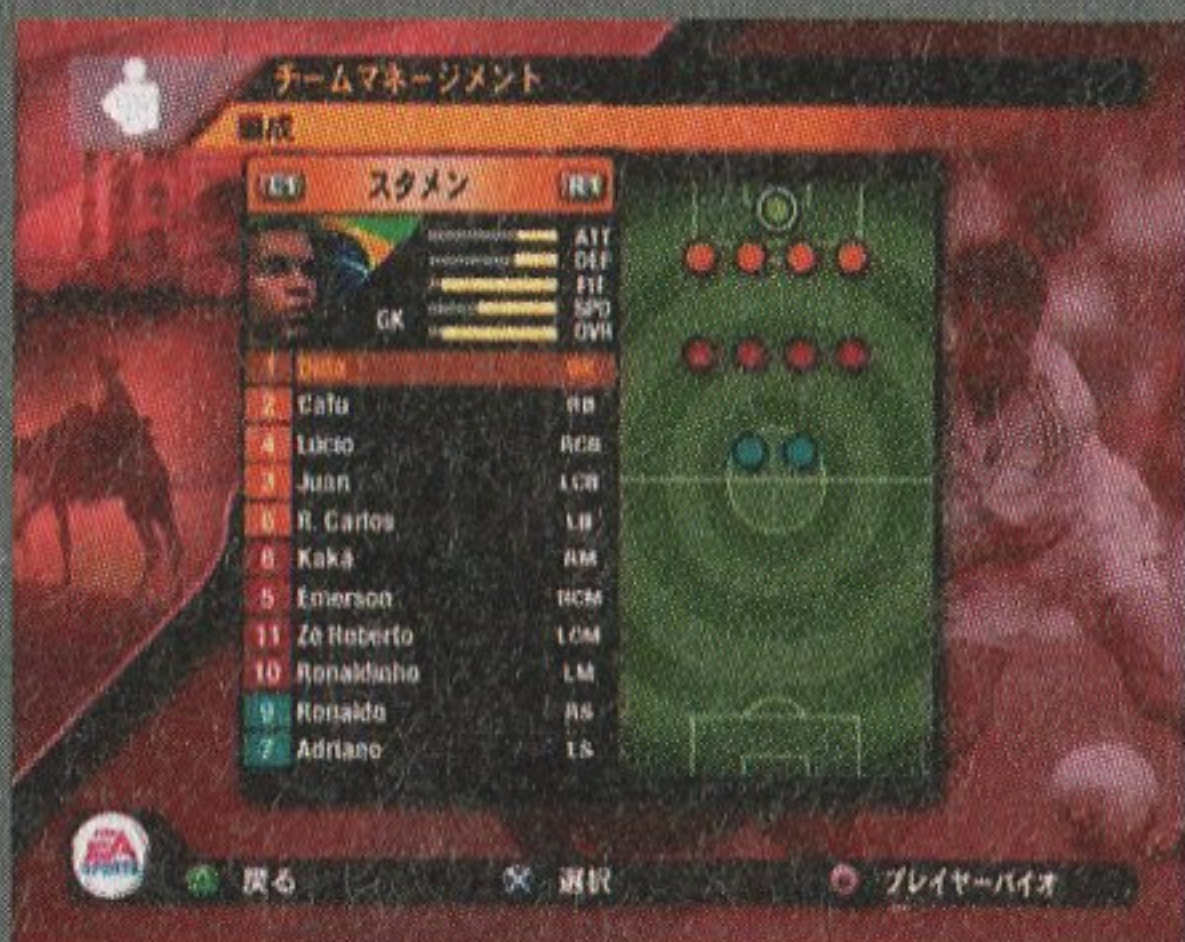 チームマネージメント
編成
L1 スタメン R1
ATT
DEF
FIT
SPD
GK
OVR
1 Dida GK
2 Cafu RB
4 Lucio RCB
3 Juan LCB
6 R. Carlos LB
8 Kaká RM
5 Emerson RCM
11 Zé Roberto LCM
10 Ronaldinho LM
9 Ronaldo RS
7 Adriano LS
EA SPORTS
戻る 選択 プレイヤーバイオ